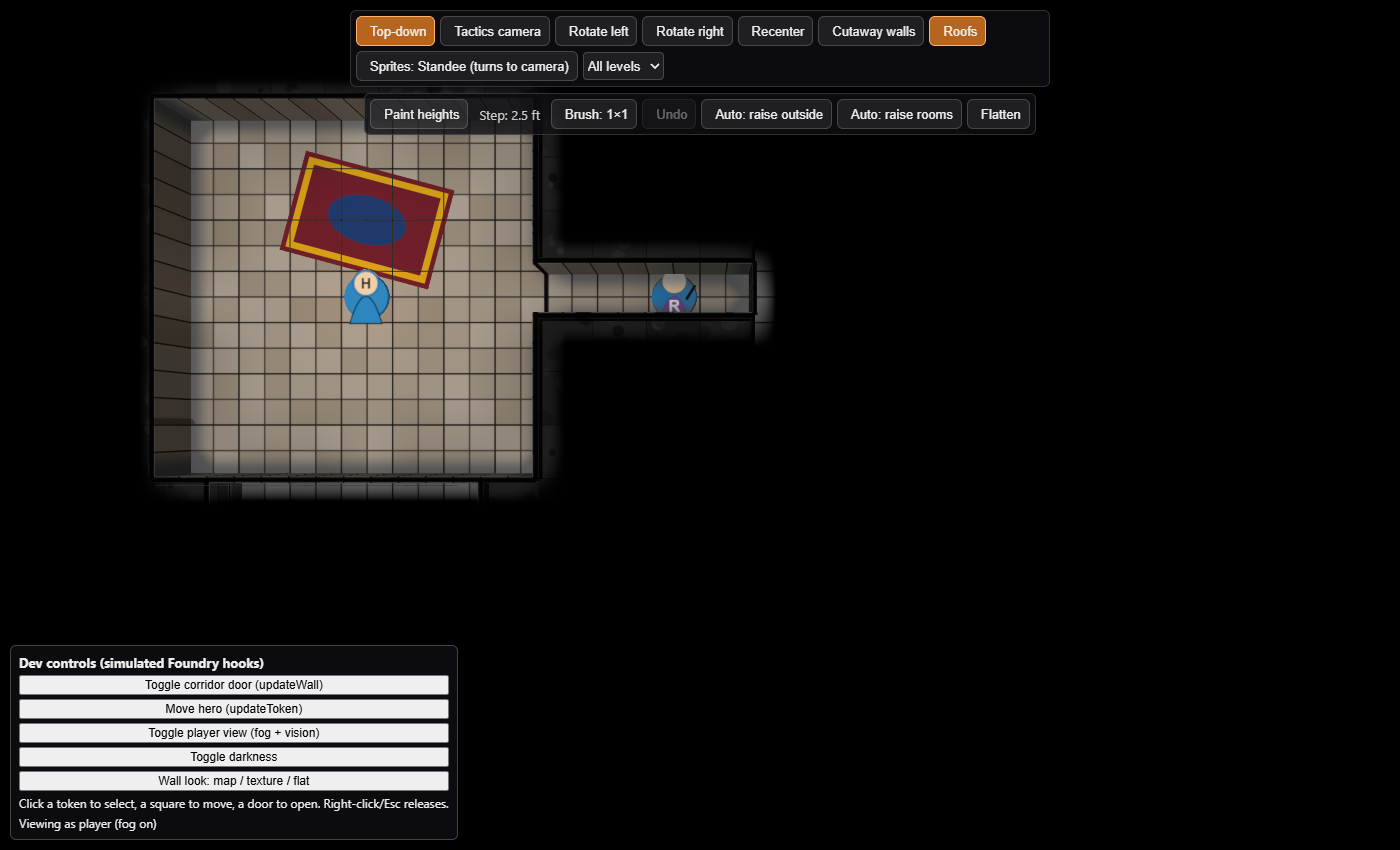 Top-down Tactics camera Rotate left Rotate right Recenter Cutaway walls Roofs
Sprites: Standee (turns to camera) All levels
Paint heights Step: 2.5 ft Brush: 1×1 Undo Auto: raise outside Auto: raise rooms Flatten
H
R
Dev controls (simulated Foundry hooks)
Toggle corridor door (updateWall)
Move hero (updateToken)
Toggle player view (fog + vision)
Toggle darkness
Wall look: map / texture / flat
Click a token to select, a square to move, a door to open. Right-click/Esc releases.
Viewing as player (fog on)